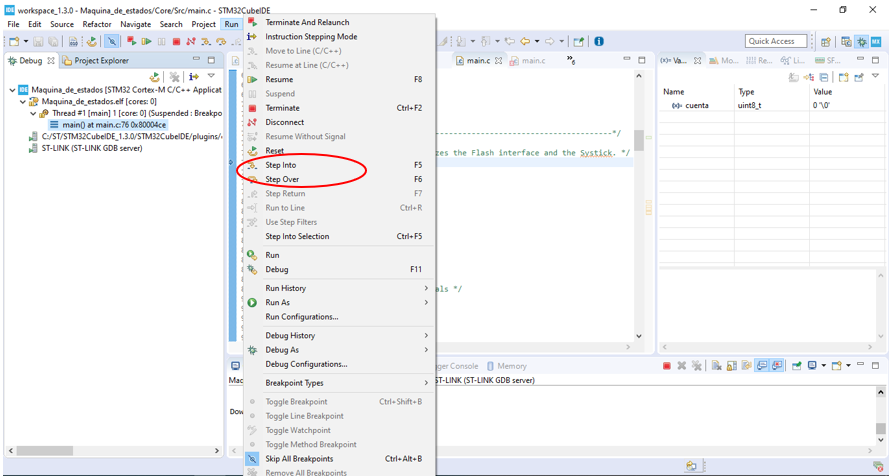 workspace_1.3.0 - Maquina_de_estados/Core/Src/main.c - STM32CubeIDE
File Edit Source Refactor Navigate Search Project Run
Quick Access
Debug Project Explorer
Maquina_de_estados [STM32 Cortex-M C/C++ Applicat
Maquina_de_estados.elf [cores: 0]
Thread #1 [main] 1 [core: 0] (Suspended : Breakpo
main() at main.c:76 0x80004ce
C:/ST/STM32CubeIDE_1.3.0/STM32CubeIDE/plugins/
ST-LINK (ST-LINK GDB server)
Terminate And Relaunch
Instruction Stepping Mode
Move to Line (C/C++)
Resume at Line (C/C++)
Resume F8
Suspend
Terminate Ctrl+F2
Disconnect
Resume Without Signal
Reset
Step Into F5
Step Over F6
Step Return F7
Run to Line Ctrl+R
Use Step Filters
Step Into Selection Ctrl+F5
Run
Debug F11
Run History
Run As
Run Configurations...
Debug History
Debug As
Debug Configurations...
Breakpoint Types
Toggle Breakpoint Ctrl+Shift+B
Toggle Line Breakpoint
Toggle Watchpoint
Toggle Method Breakpoint
Skip All Breakpoints Ctrl+Alt+B
Remove All Breakpoints
main.c main.c
------------------------------------*/
zes the Flash interface and the Systick. */
als */
(x)= Va... Mo... Re... Li... SF...
Name Type Value
(x)= cuenta uint8_t 0 '\0'
ger Console Memory
Maq ST-LINK (ST-LINK GDB server)
Dow